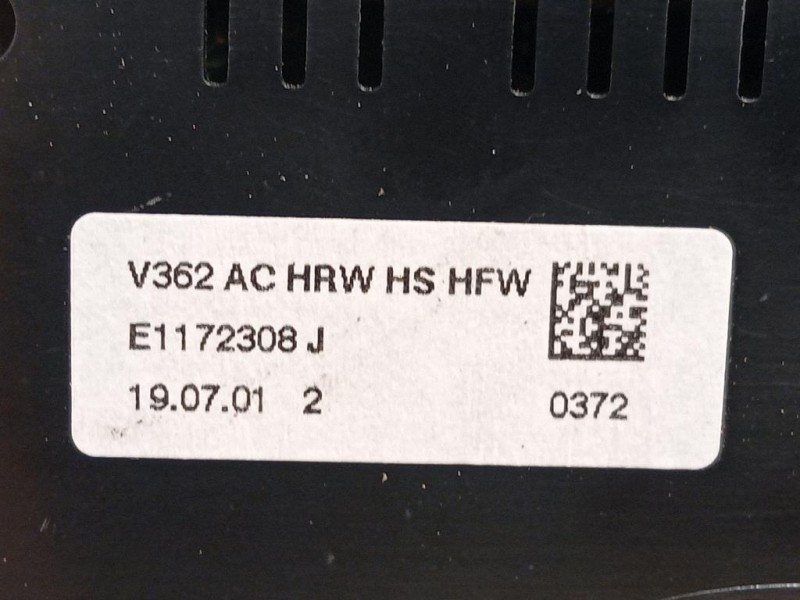 V362 AC HRW HS HFW
E1172308 J
19.07.01 2
0372